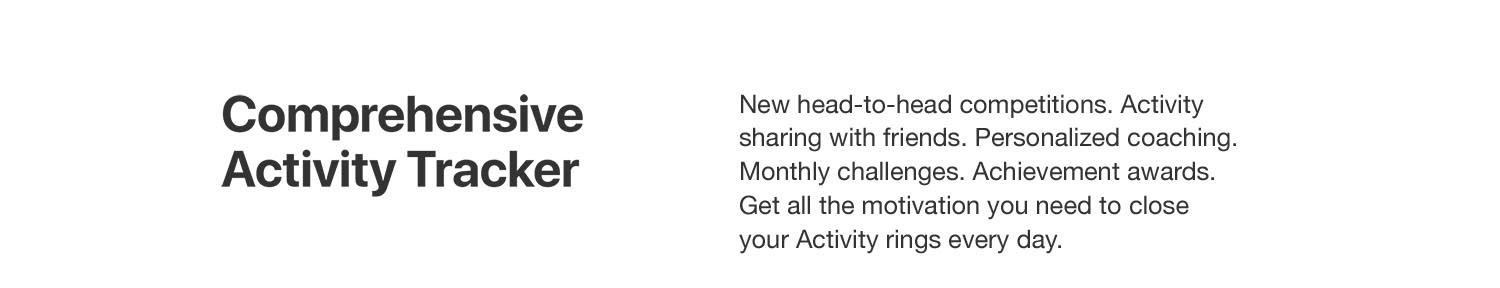 Comprehensive
Activity Tracker
New head-to-head competitions. Activity
sharing with friends. Personalized coaching.
Monthly challenges. Achievement awards.
Get all the motivation you need to close
your Activity rings every day.